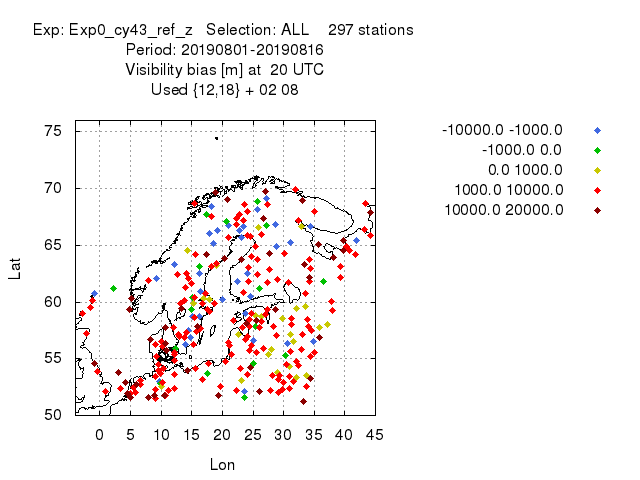 Exp: Exp0_cy43_ref_z Selection: ALL 297 stations
Period: 20190801-20190816
Visibility bias [m] at 20 UTC
Used {12,18} + 02 08
-10000.0 -1000.0
-1000.0 0.0
0.0 1000.0
1000.0 10000.0
10000.0 20000.0
75
70
65
60
55
50
Lat
0 5 10 15 20 25 30 35 40 45
Lon